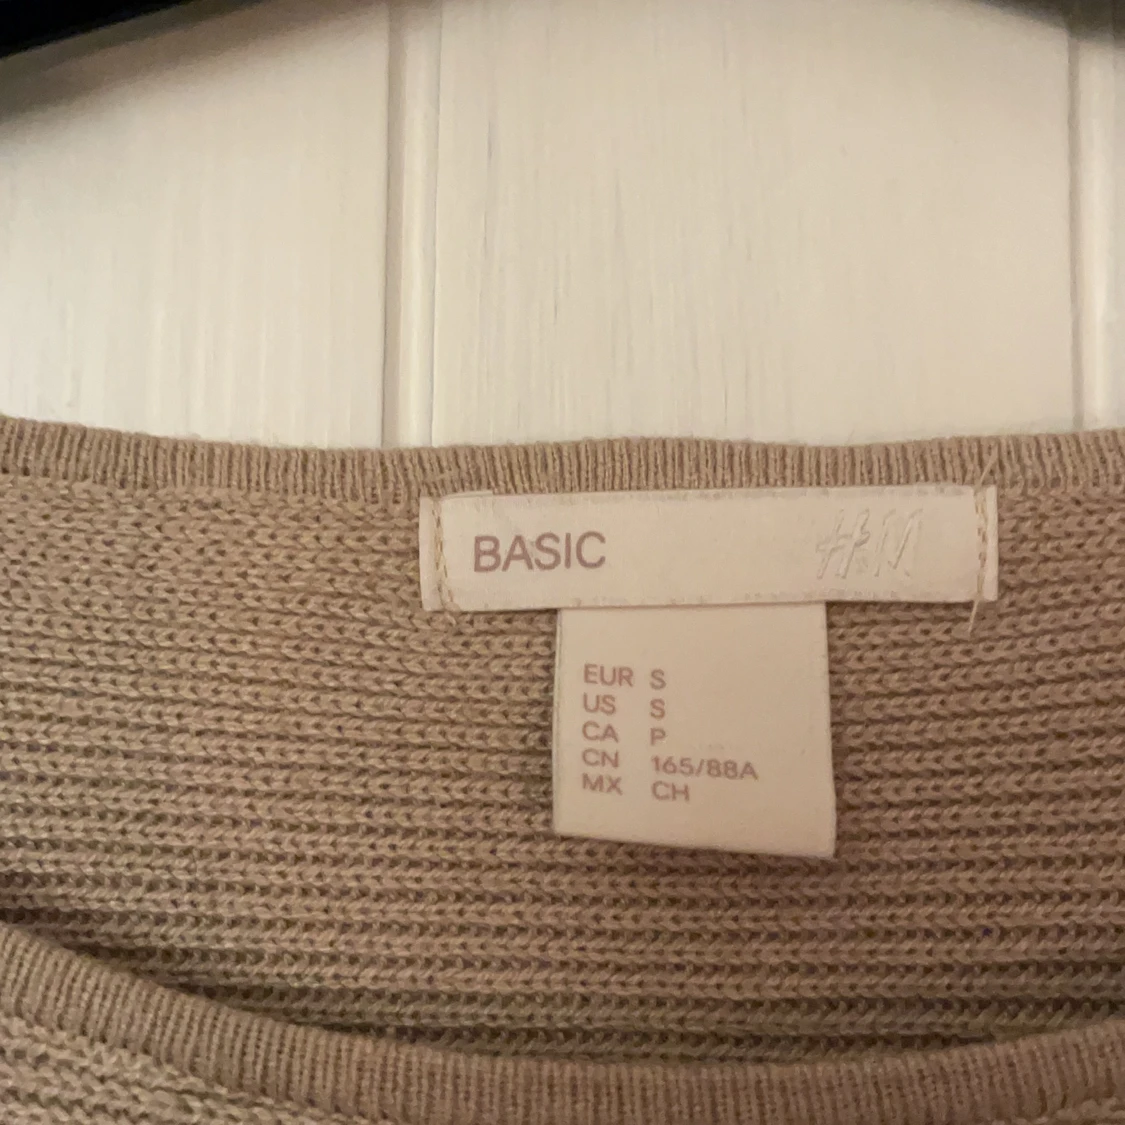 BASIC H&M
EUR S
US S
CA P
CN 165/88A
MX CH